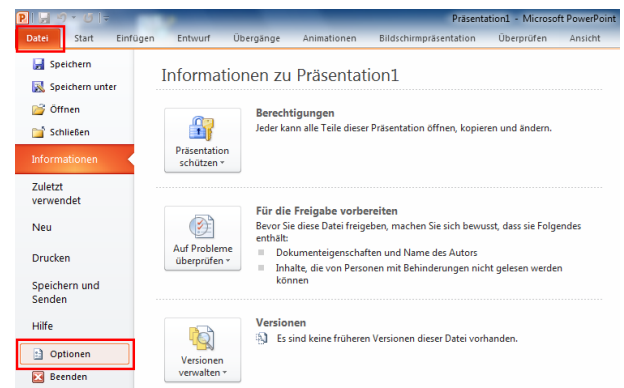 Präsentation1 - Microsoft PowerPoint
Datei Start Einfügen Entwurf Übergänge Animationen Bildschirmpräsentation Überprüfen Ansicht
Speichern
Speichern unter
Öffnen
Schließen
Informationen
Zuletzt
verwendet
Neu
Drucken
Speichern und
Senden
Hilfe
Optionen
Beenden
Informationen zu Präsentation1
Präsentation
schützen
Berechtigungen
Jeder kann alle Teile dieser Präsentation öffnen, kopieren und ändern.
Auf Probleme
überprüfen
Für die Freigabe vorbereiten
Bevor Sie diese Datei freigeben, machen Sie sich bewusst, dass sie Folgendes
enthält:
Dokumenteigenschaften und Name des Autors
Inhalte, die von Personen mit Behinderungen nicht gelesen werden
können
Versionen
verwalten
Versionen
Es sind keine früheren Versionen dieser Datei vorhanden.